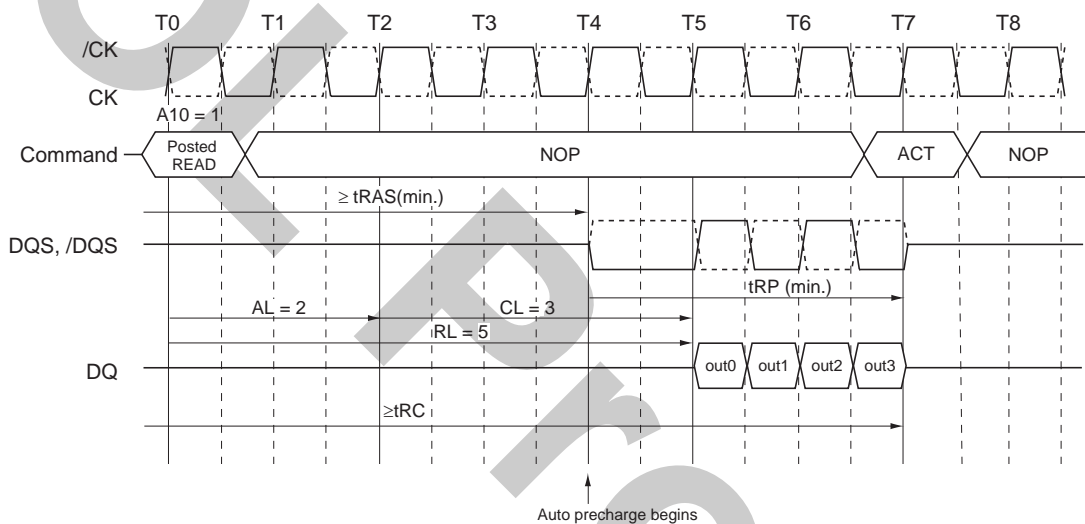 T0 T1 T2 T3 T4 T5 T6 T7 T8
/CK
CK
A10 = 1
Command
Posted
READ
NOP
ACT
NOP
≥ tRAS(min.)
DQS, /DQS
tRP (min.)
AL = 2
CL = 3
RL = 5
DQ
out0 out1 out2 out3
≥tRC
Auto precharge begins